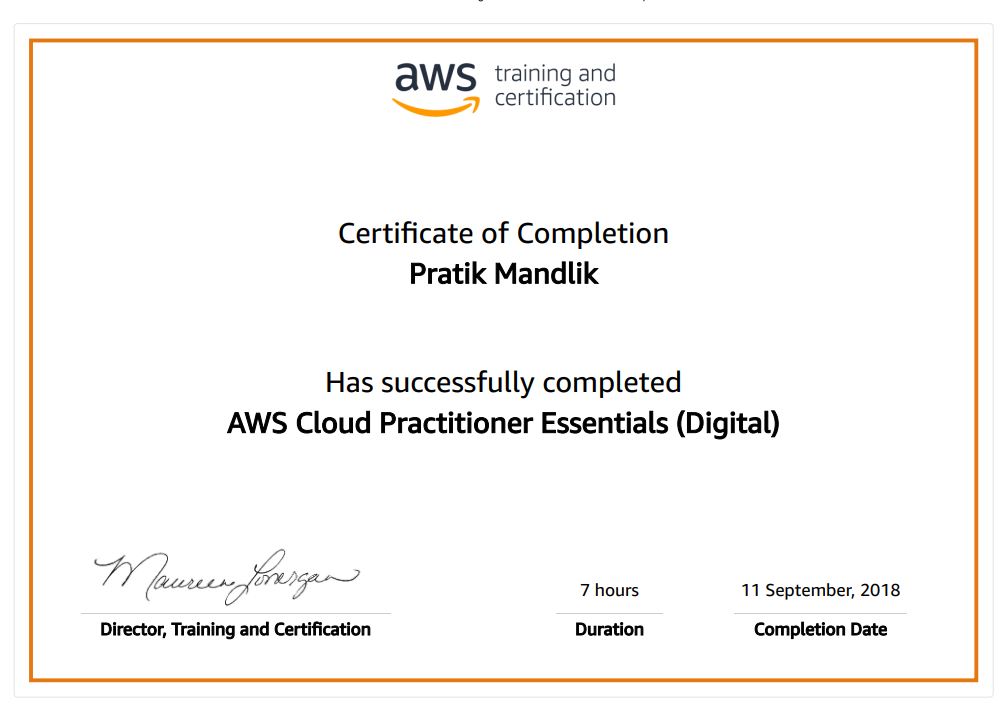 aws training and
certification
Certificate of Completion
Pratik Mandlik
Has successfully completed
AWS Cloud Practitioner Essentials (Digital)
Maureen Lonergan
7 hours
11 September, 2018
Director, Training and Certification
Duration
Completion Date